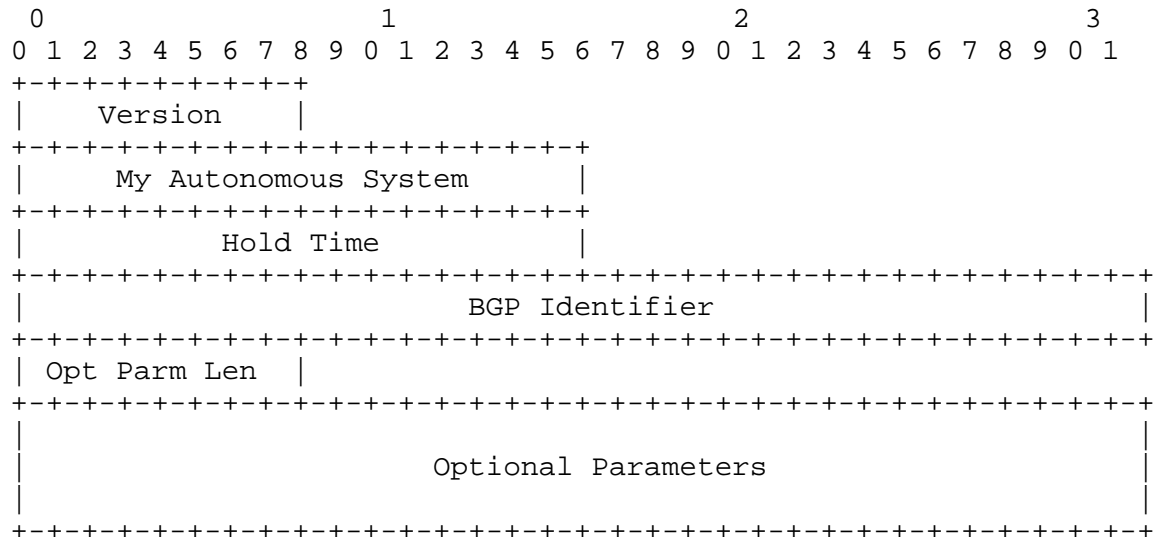 0                   1                   2                   3
0 1 2 3 4 5 6 7 8 9 0 1 2 3 4 5 6 7 8 9 0 1 2 3 4 5 6 7 8 9 0 1
+-+-+-+-+-+-+-+-+
|    Version    |
+-+-+-+-+-+-+-+-+-+-+-+-+-+-+-+-+
|     My Autonomous System      |
+-+-+-+-+-+-+-+-+-+-+-+-+-+-+-+-+
|           Hold Time           |
+-+-+-+-+-+-+-+-+-+-+-+-+-+-+-+-+-+-+-+-+-+-+-+-+-+-+-+-+-+-+-+-+
|                         BGP Identifier                        |
+-+-+-+-+-+-+-+-+-+-+-+-+-+-+-+-+-+-+-+-+-+-+-+-+-+-+-+-+-+-+-+-+
| Opt Parm Len  |
+-+-+-+-+-+-+-+-+-+-+-+-+-+-+-+-+-+-+-+-+-+-+-+-+-+-+-+-+-+-+-+-+
|                                                               |
|                       Optional Parameters                     |
|                                                               |
+-+-+-+-+-+-+-+-+-+-+-+-+-+-+-+-+-+-+-+-+-+-+-+-+-+-+-+-+-+-+-+-+